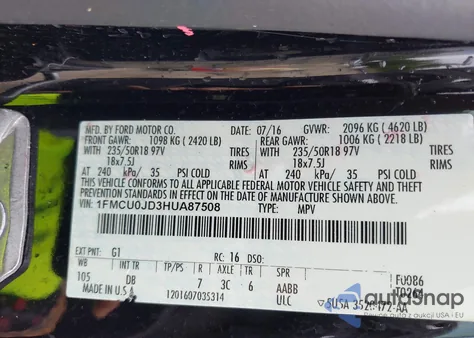 MFD. BY FORD MOTOR CO. DATE: 07/16 GVWR: 2096 KG (4620 LB)
FRONT GAWR: 1098 KG (2420 LB) REAR GAWR: 1006 KG (2218 LB)
WITH 235/50R18 97V TIRES WITH 235/50R18 97V TIRES
18x7.5J RIMS 18x7.5J RIMS
AT 240 kPa/ 35 PSI COLD AT 240 kPa/ 35 PSI COLD
THIS VEHICLE CONFORMS TO ALL APPLICABLE FEDERAL MOTOR VEHICLE
SAFETY, BUMPER, AND THEFT PREVENTION STANDARDS IN EFFECT ON THE DATE OF
MANUFACTURE SHOWN ABOVE.
VIN: 1FMCU0JD3HUA87508 TYPE: MPV
EXT PNT: G1 RC: 16 DSO:
WB INT TR TP/PS R AXLE TR SPR F0086
105 DB 7 3C 6 AABB T0264
MADE IN U.S.A 1201607035314 ULC
autosnap